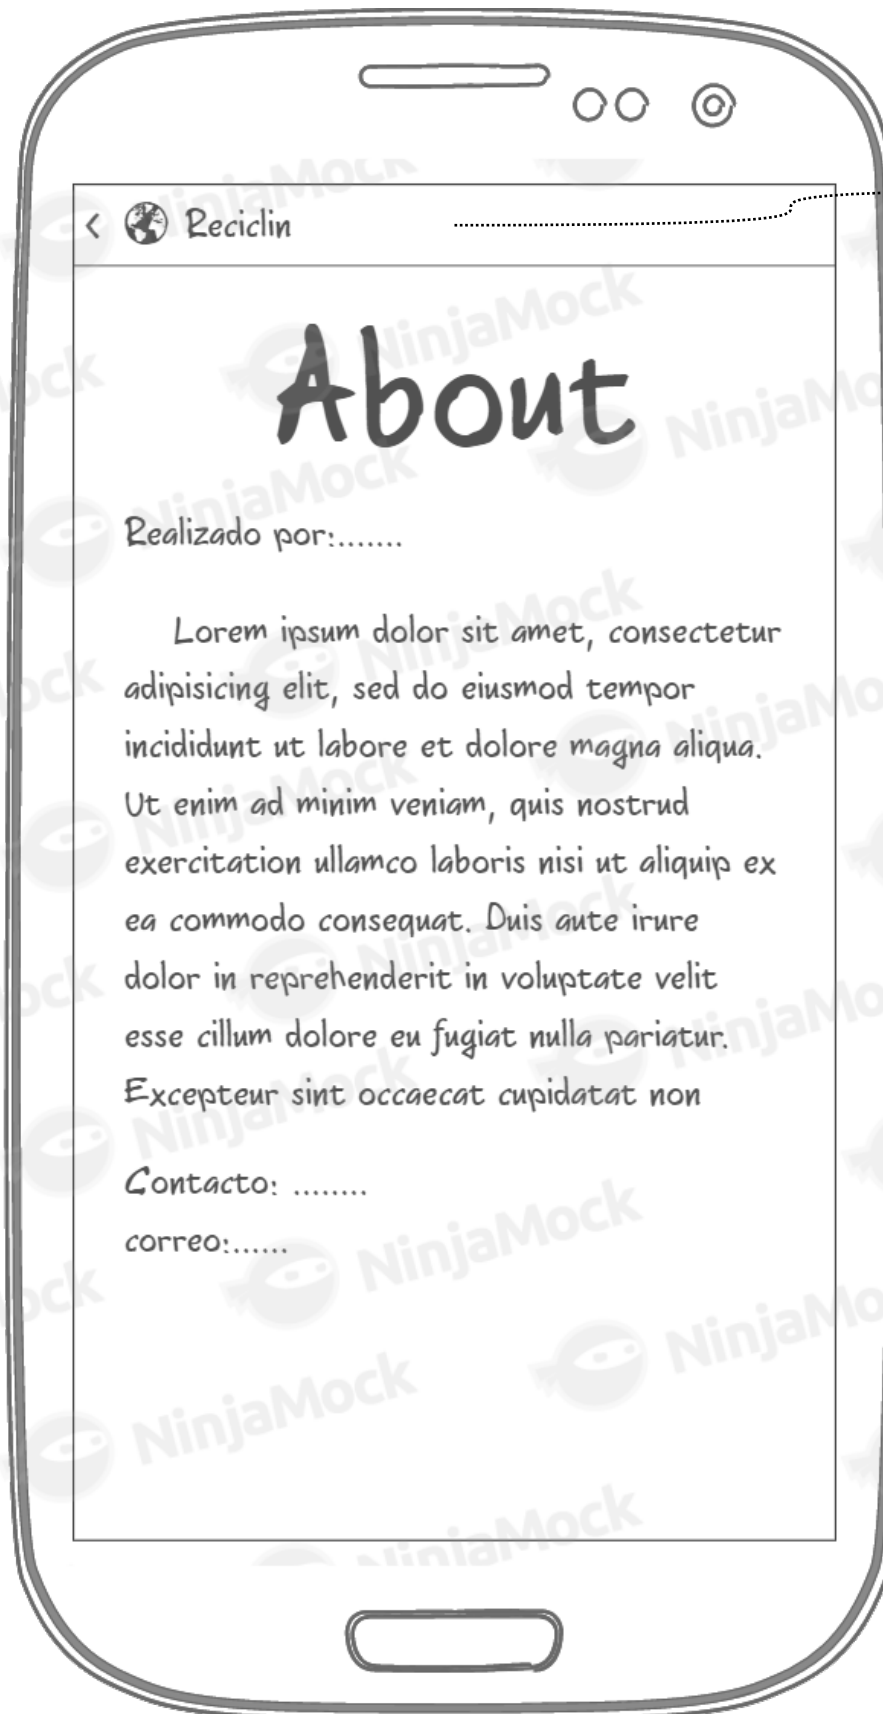 Reciclin
About
Realizado por:.......
Lorem ipsum dolor sit amet, consectetur
adipisicing elit, sed do eiusmod tempor
incididunt ut labore et dolore magna aliqua.
Ut enim ad minim veniam, quis nostrud
exercitation ullamco laboris nisi ut aliquip ex
ea commodo consequat. Duis aute irure
dolor in reprehenderit in voluptate velit
esse cillum dolore eu fugiat nulla pariatur.
Excepteur sint occaecat cupidatat non
Contacto: ........
correo:......
NinjaMock